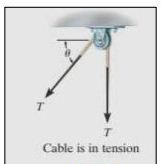 θ
T
T
Cable is in tension